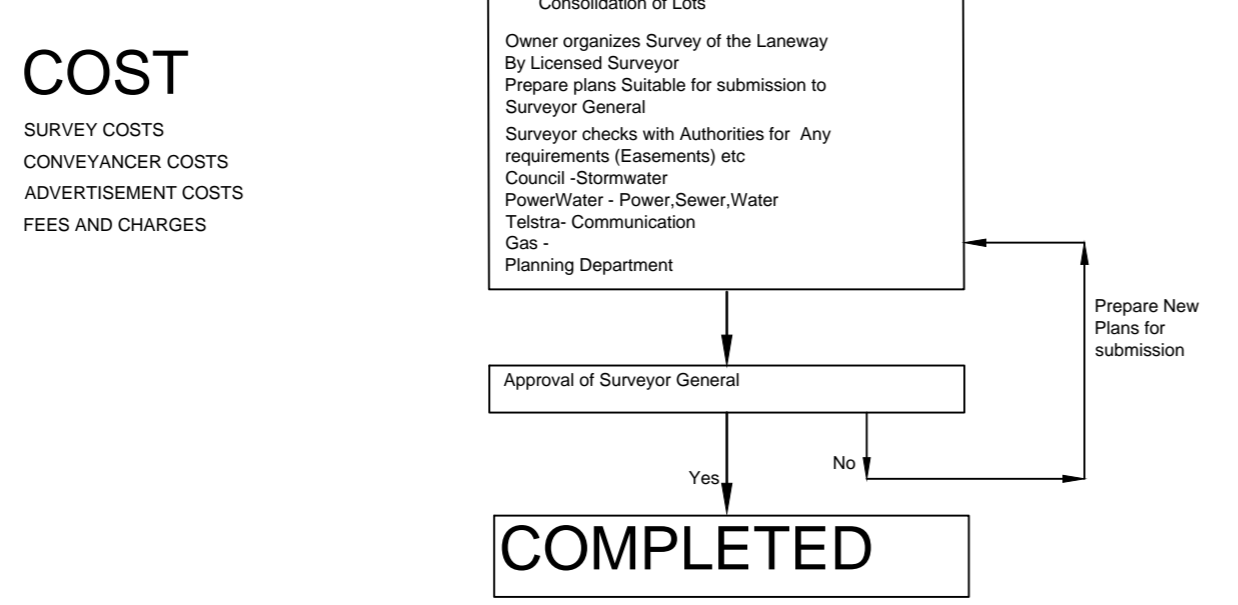 Consolidation of Lots
COST
SURVEY COSTS
CONVEYANCER COSTS
ADVERTISEMENT COSTS
FEES AND CHARGES
Owner organizes Survey of the Laneway
By Licensed Surveyor
Prepare plans Suitable for submission to
Surveyor General
Surveyor checks with Authorities for Any
requirements (Easements) etc
Council -Stormwater
PowerWater - Power,Sewer,Water
Telstra- Communication
Gas -
Planning Department
Prepare New
Plans for
submission
Approval of Surveyor General
Yes
No
COMPLETED